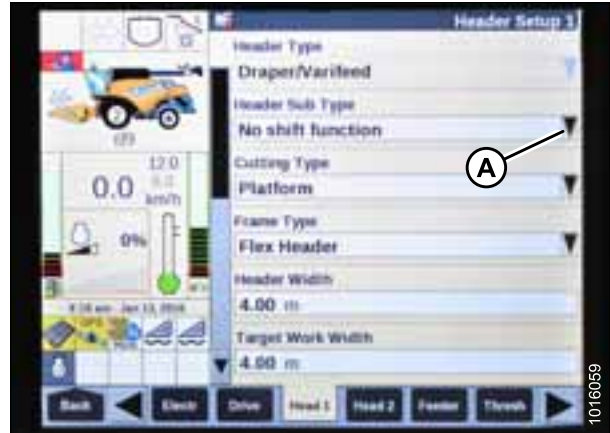 Header Setup 1
Header Type
Draper/Varifeed
Header Sub Type
No shift function
A
Cutting Type
Platform
Frame Type
Flex Header
Header Width
4.00 m
Target Work Width
4.00 m
12.0
0.0
km/h
0%
Back
Electr
Drive
Head 1
Head 2
Feeder
Thresh
1016059